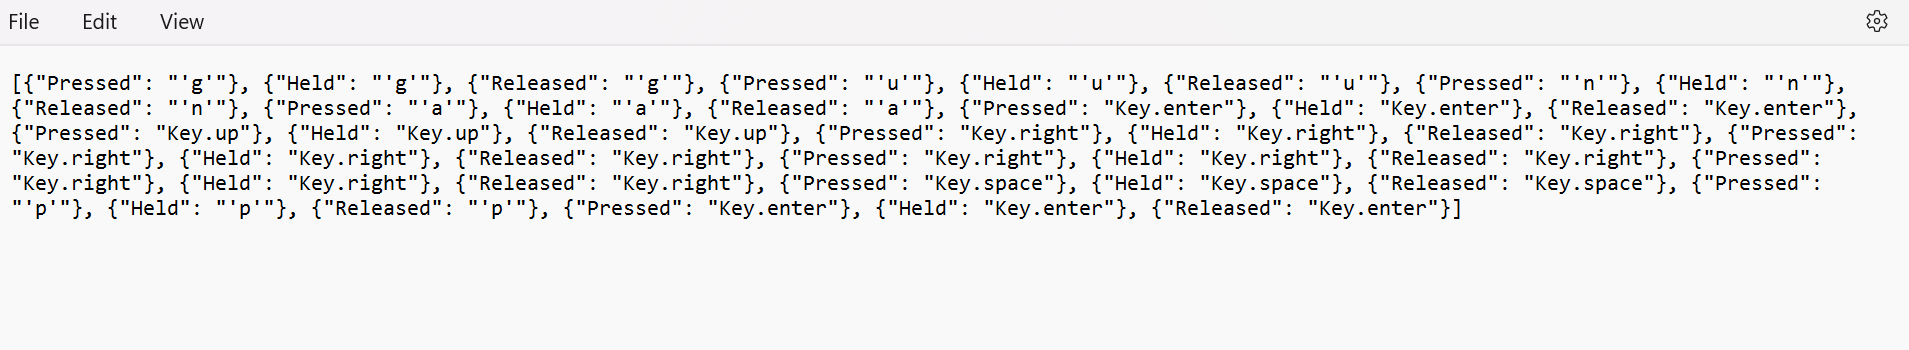 File Edit View
[{"Pressed": "'g'"}, {"Held": "'g'"}, {"Released": "'g'"}, {"Pressed": "'u'"}, {"Held": "'u'"}, {"Released": "'u'"}, {"Pressed": "'n'"}, {"Held": "'n'"},
{"Released": "'n'"}, {"Pressed": "'a'"}, {"Held": "'a'"}, {"Released": "'a'"}, {"Pressed": "Key.enter"}, {"Held": "Key.enter"}, {"Released": "Key.enter"},
{"Pressed": "Key.up"}, {"Held": "Key.up"}, {"Released": "Key.up"}, {"Pressed": "Key.right"}, {"Held": "Key.right"}, {"Released": "Key.right"}, {"Pressed":
"Key.right"}, {"Held": "Key.right"}, {"Released": "Key.right"}, {"Pressed": "Key.right"}, {"Held": "Key.right"}, {"Released": "Key.right"}, {"Pressed":
"Key.right"}, {"Held": "Key.right"}, {"Released": "Key.right"}, {"Pressed": "Key.space"}, {"Held": "Key.space"}, {"Released": "Key.space"}, {"Pressed":
"'p'"}, {"Held": "'p'"}, {"Released": "'p'"}, {"Pressed": "Key.enter"}, {"Held": "Key.enter"}, {"Released": "Key.enter"}]